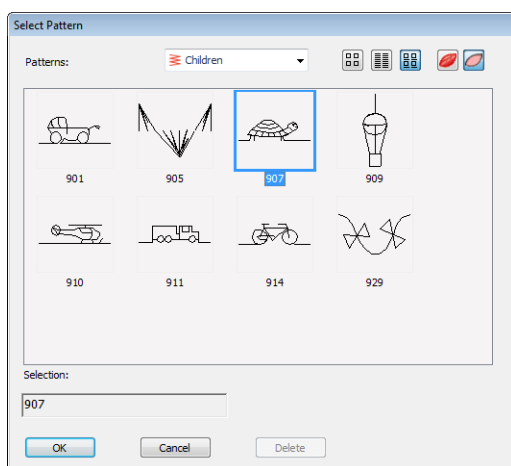 Select Pattern
Patterns: Children
901 905 907 909
910 911 914 929
Selection:
907
OK Cancel Delete